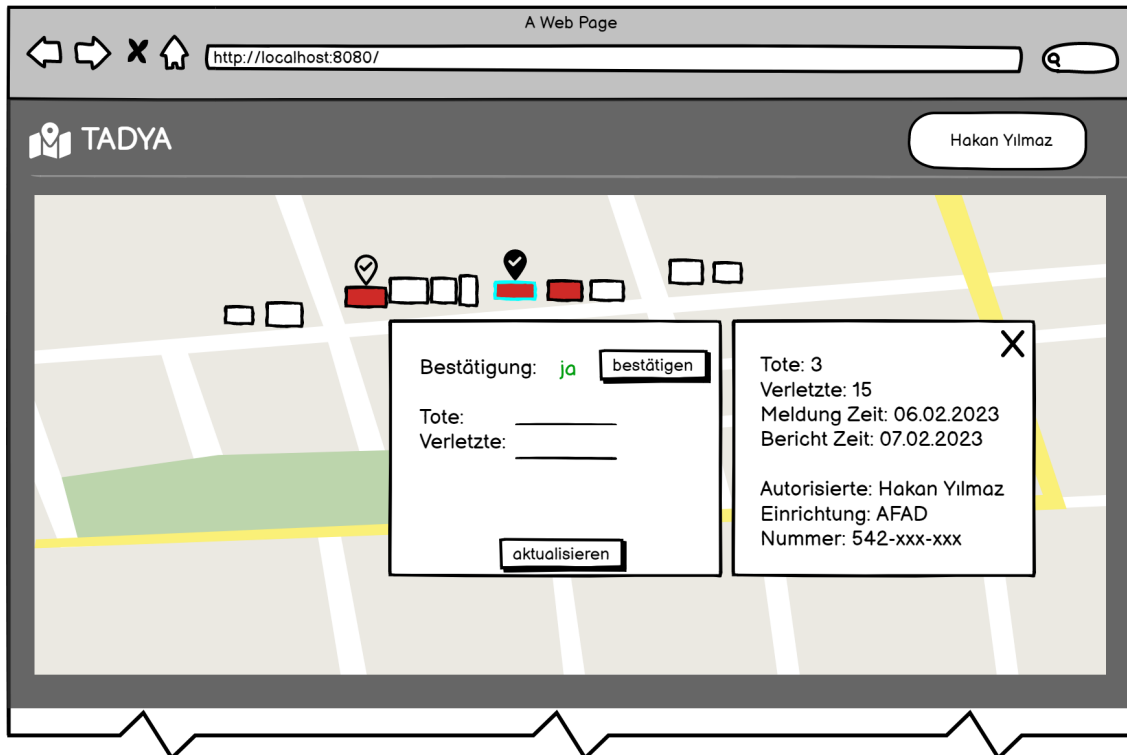 A Web Page
http://localhost:8080/
TADYA
Hakan Yılmaz
Bestätigung: ja bestätigen
Tote:
Verletzte:
aktualisieren
Tote: 3
Verletzte: 15
Meldung Zeit: 06.02.2023
Bericht Zeit: 07.02.2023
Autorisierte: Hakan Yılmaz
Einrichtung: AFAD
Nummer: 542-xxx-xxx